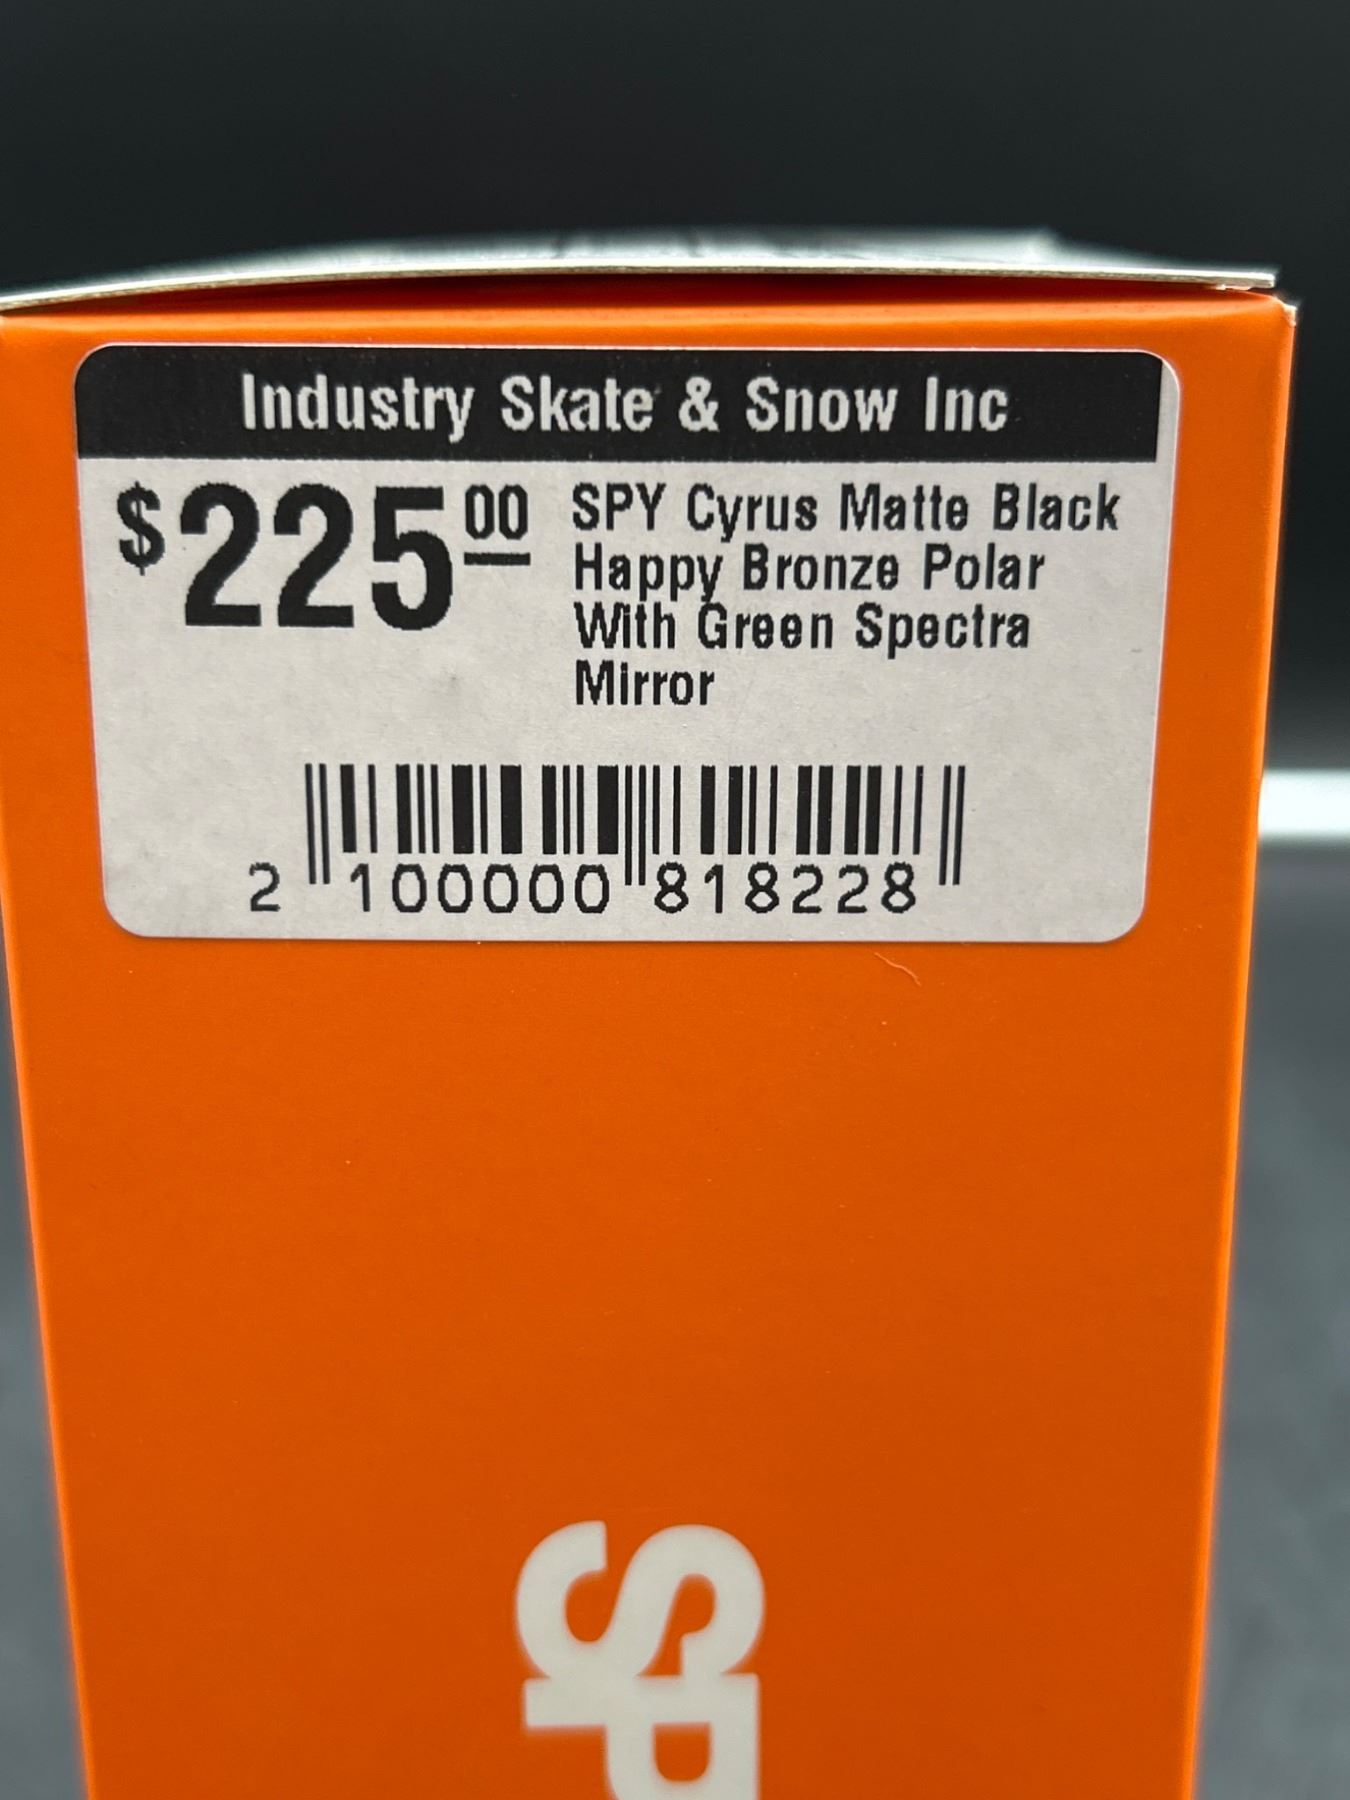 Industry Skate & Snow Inc
$225.00
SPY Cyrus Matte Black
Happy Bronze Polar
With Green Spectra
Mirror
2 100000 818228
SP